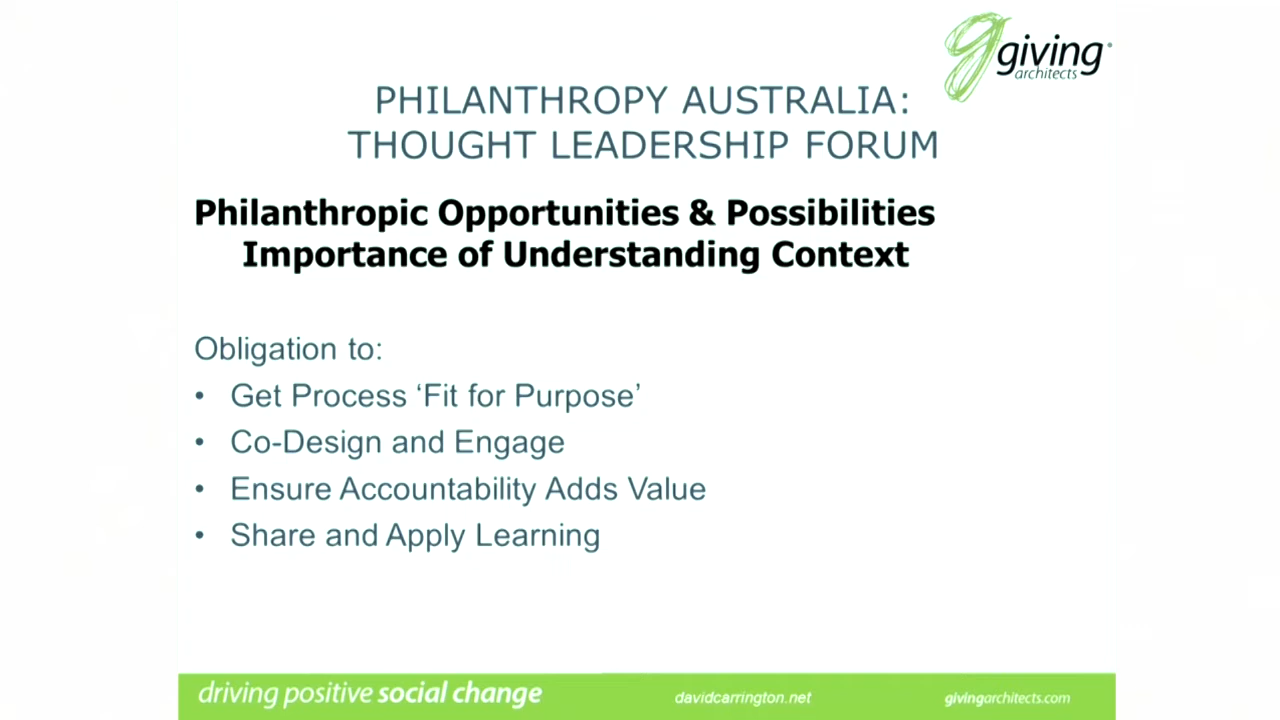 giving
architects
PHILANTHROPY AUSTRALIA:
THOUGHT LEADERSHIP FORUM
Philanthropic Opportunities & Possibilities
Importance of Understanding Context
Obligation to:
• Get Process ‘Fit for Purpose’
• Co-Design and Engage
• Ensure Accountability Adds Value
• Share and Apply Learning
driving positive social change davidcarrington.net givingarchitects.com